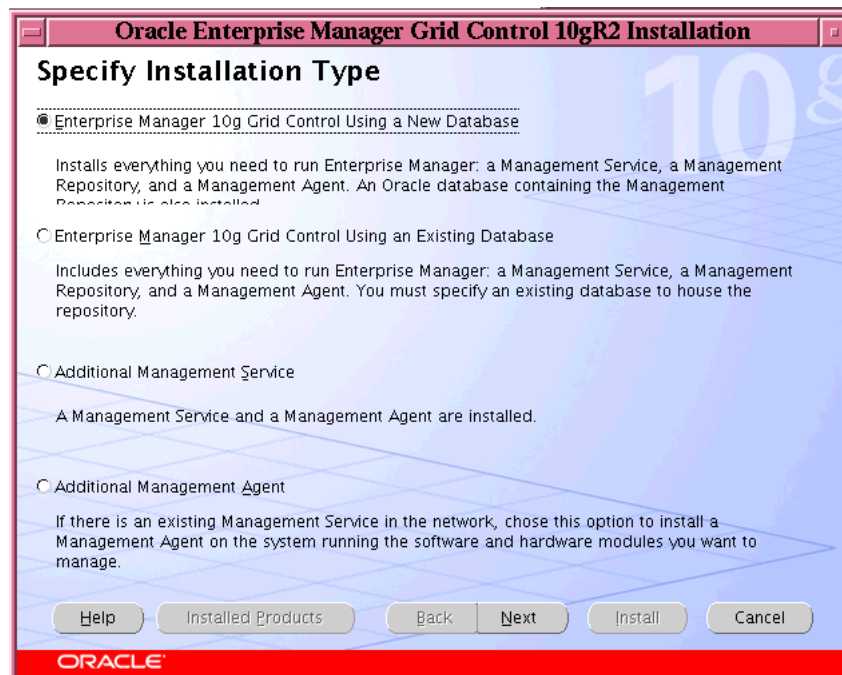 Oracle Enterprise Manager Grid Control 10gR2 Installation
Specify Installation Type
10g
Enterprise Manager 10g Grid Control Using a New Database
Installs everything you need to run Enterprise Manager: a Management Service, a Management
Repository, and a Management Agent. An Oracle database containing the Management
Repository is also installed.
Enterprise Manager 10g Grid Control Using an Existing Database
Includes everything you need to run Enterprise Manager: a Management Service, a Management
Repository, and a Management Agent. You must specify an existing database to house the
repository.
Additional Management Service
A Management Service and a Management Agent are installed.
Additional Management Agent
If there is an existing Management Service in the network, chose this option to install a
Management Agent on the system running the software and hardware modules you want to
manage.
Help
Installed Products
Back
Next
Install
Cancel
ORACLE